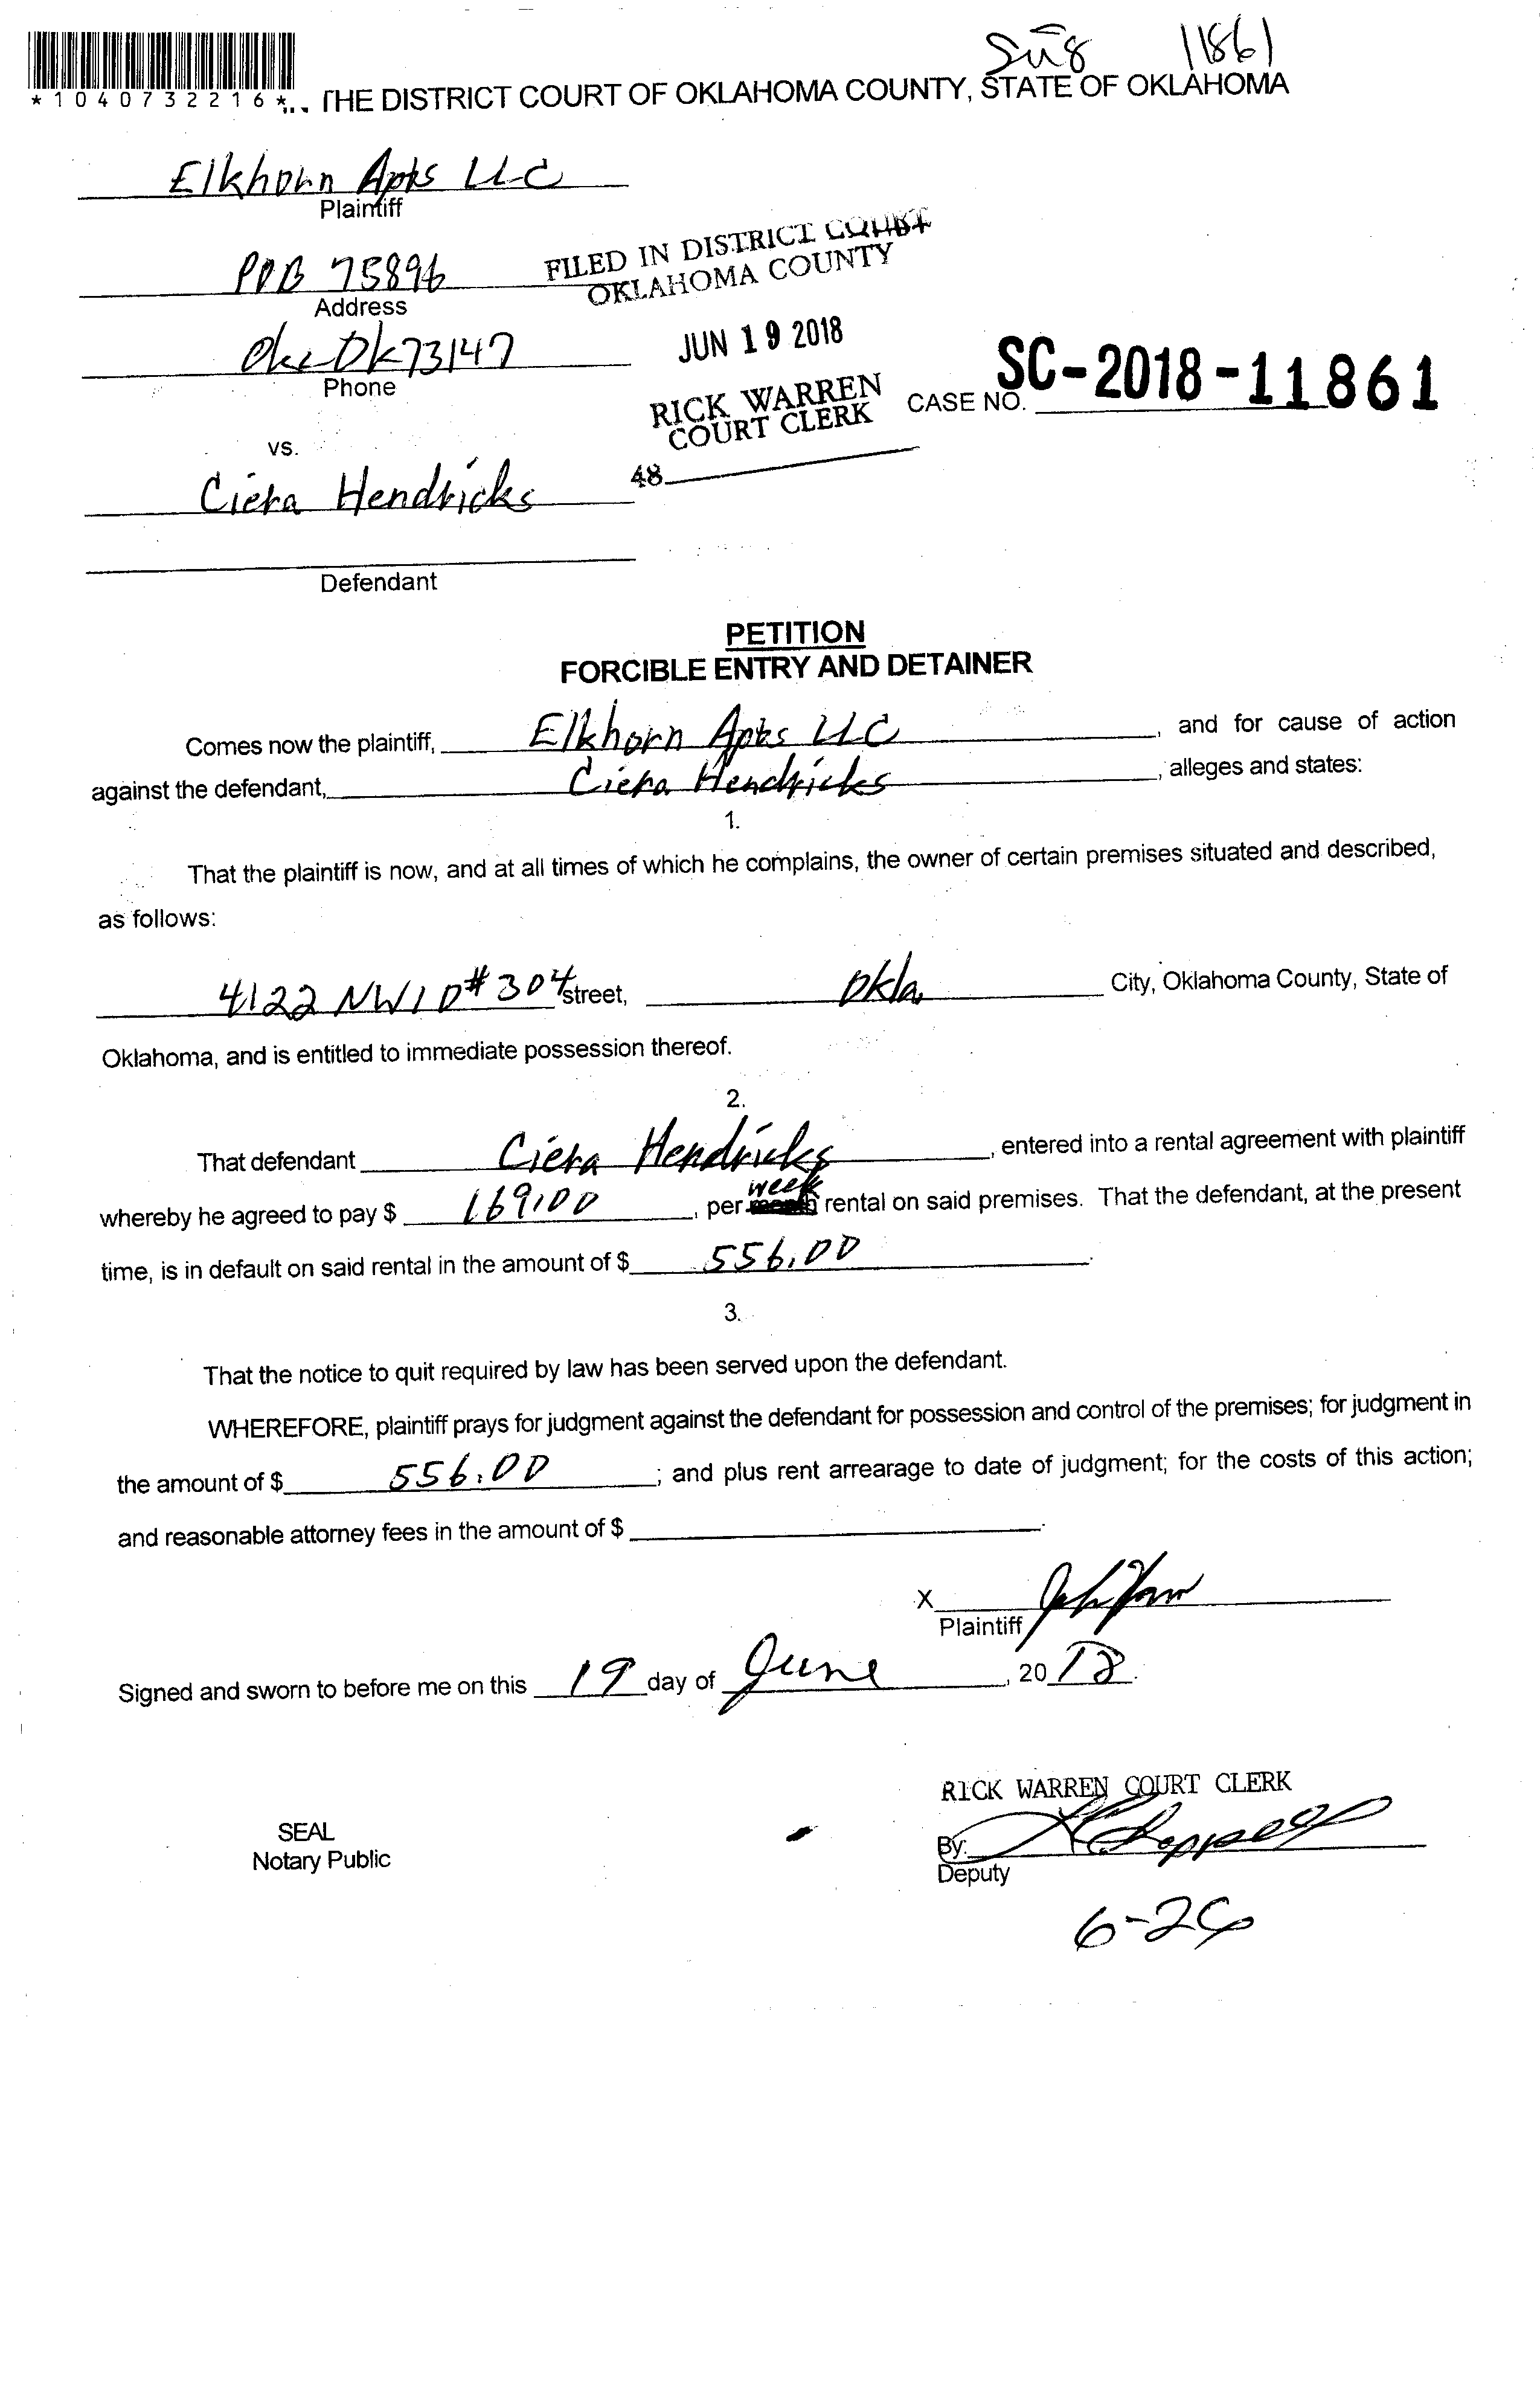 11861
*1040732216*
THE DISTRICT COURT OF OKLAHOMA COUNTY, STATE OF OKLAHOMA
Elkhorn Apts LLC
Plaintiff
POB 75896
Address
FILED IN DISTRICT COURT
OKLAHOMA COUNTY
Okc Ok 73147
Phone
JUN 19 2018
RICK WARREN
COURT CLERK
CASE NO. SC-2018-11861
vs.
48
Ciera Hendricks
Defendant
PETITION
FORCIBLE ENTRY AND DETAINER
Comes now the plaintiff, Elkhorn Apts LLC, and for cause of action
against the defendant, Ciera Hendricks, alleges and states:
1.
That the plaintiff is now, and at all times of which he complains, the owner of certain premises situated and described,
as follows:
4122 NW10 #304 street, Okla. City, Oklahoma County, State of
Oklahoma, and is entitled to immediate possession thereof.
2.
That defendant Ciera Hendricks, entered into a rental agreement with plaintiff
whereby he agreed to pay $ 169.00, per month week rental on said premises. That the defendant, at the present
time, is in default on said rental in the amount of $ 556.00.
3.
That the notice to quit required by law has been served upon the defendant.
WHEREFORE, plaintiff prays for judgment against the defendant for possession and control of the premises; for judgment in
the amount of $ 556.00; and plus rent arrearage to date of judgment; for the costs of this action;
and reasonable attorney fees in the amount of $ .
X
Plaintiff
Signed and sworn to before me on this 19 day of June, 2018.
RICK WARREN COURT CLERK
SEAL
Notary Public
By:
Deputy
6-26